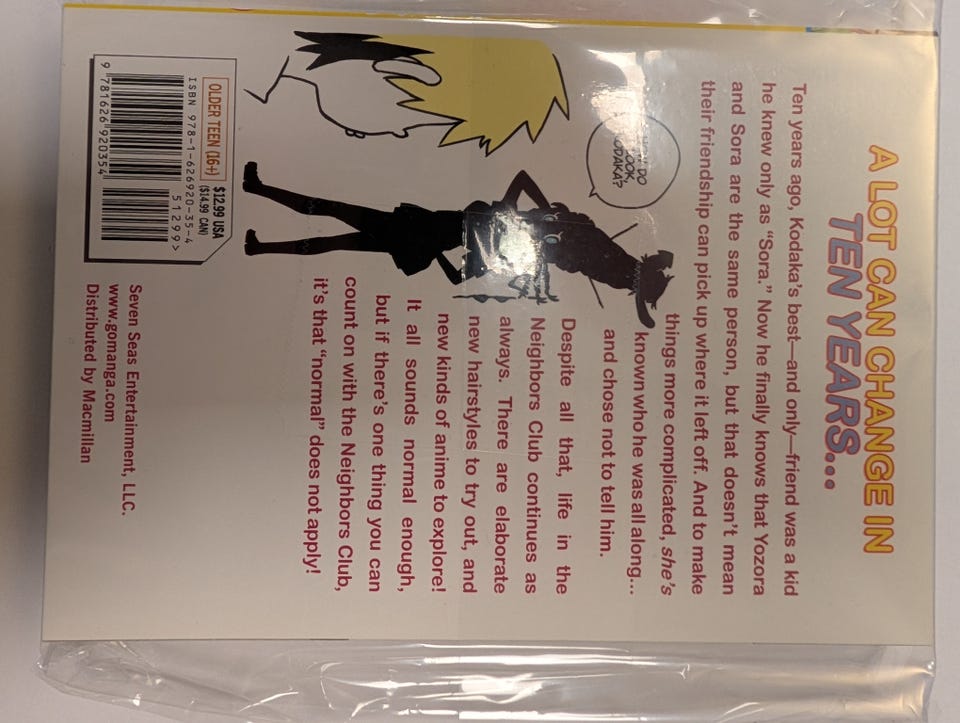 A LOT CAN CHANGE IN
TEN YEARS...
Ten years ago, Kodaka's best—and only—friend was a kid
he knew only as "Sora." Now he finally knows that Yozora
and Sora are the same person, but that doesn't mean
their friendship can pick up where it left off. And to make
things more complicated, she's
known who he was all along...
and chose not to tell him.
DO
KODAKA?
Despite all that, life in the
Neighbors Club continues as
always. There are elaborate
new hairstyles to try out, and
new kinds of anime to explore!
It all sounds normal enough,
but if there's one thing you can
count on with the Neighbors Club,
it's that "normal" does not apply!
OLDER TEEN (16+)
$12.99 USA
($14.99 CAN)
ISBN 978-1-626920-35-4
51299>
9 781626 920354
Seven Seas Entertainment, LLC.
www.gomanga.com
Distributed by Macmillan